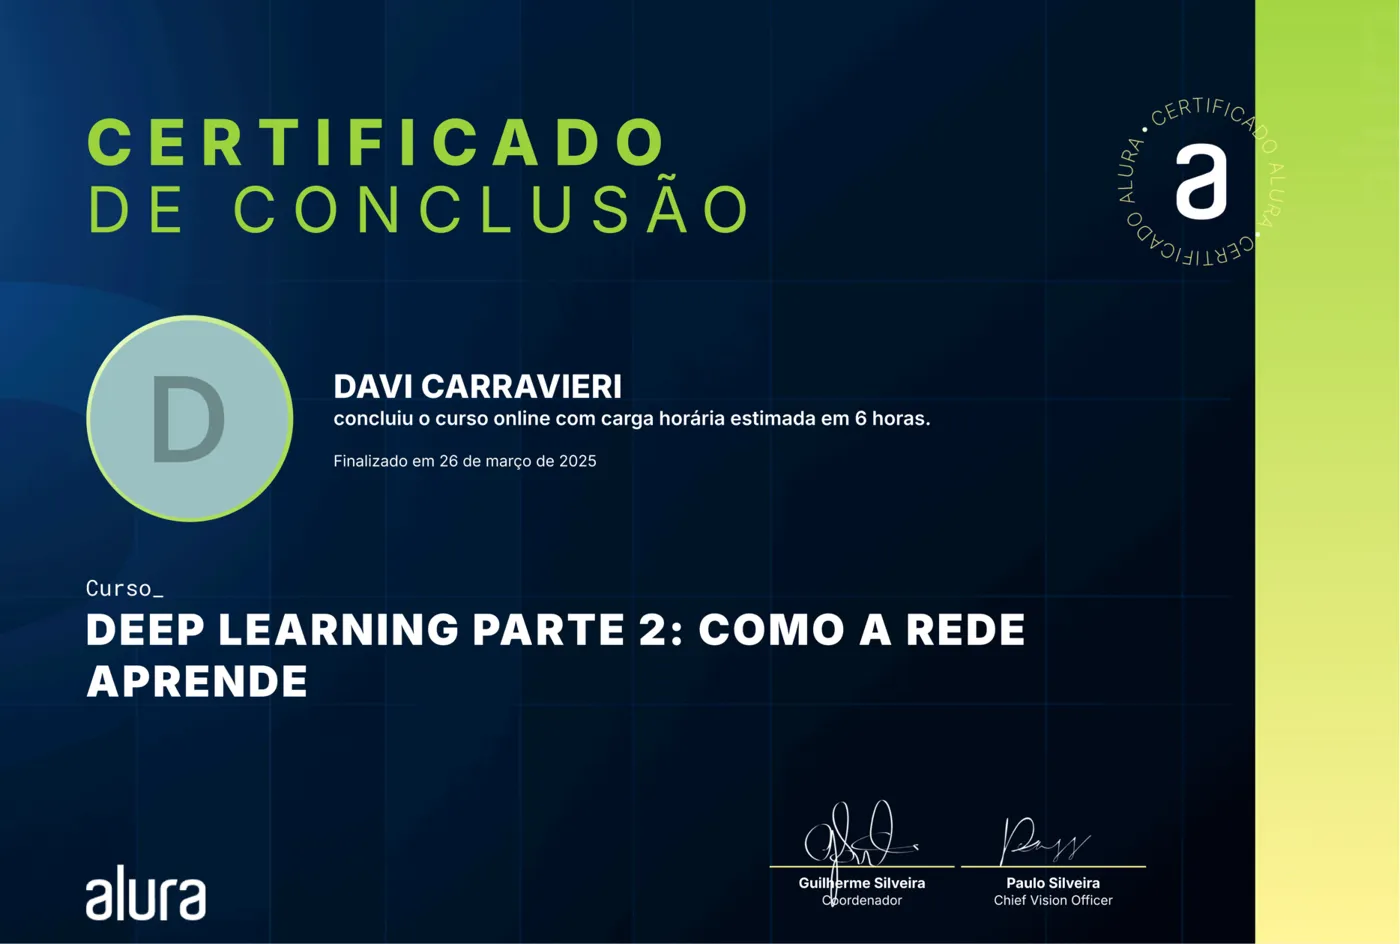 CERTIFICADO
DE CONCLUSÃO
CERTIFICADO ALURA • CERTIFICADO ALURA •
a
D
DAVI CARRAVIERI
concluiu o curso online com carga horária estimada em 6 horas.
Finalizado em 26 de março de 2025
Curso_
DEEP LEARNING PARTE 2: COMO A REDE
APRENDE
Guilherme Silveira
Coordenador
Paulo Silveira
Chief Vision Officer
alura